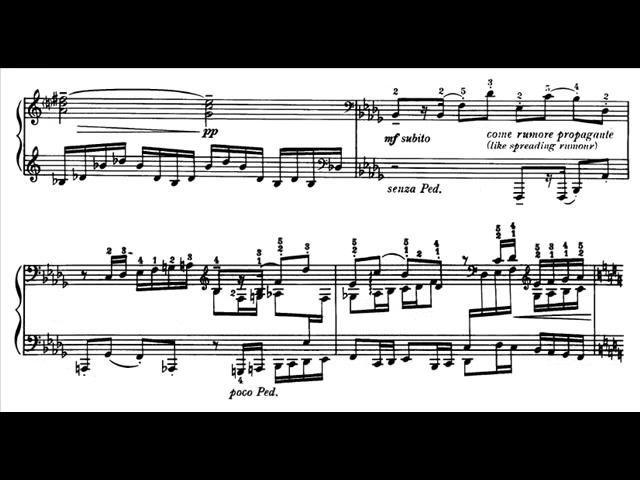 pp
mf subito
come rumore propagante
(like spreading rumour)
senza Ped.
poco Ped.